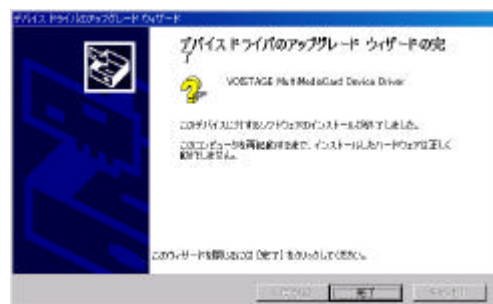 デバイス ドライバのアップグレード ウィザード
デバイス ドライバのアップグレード ウィザードの完
了
VOISTAGE MultiMediaCard Device Driver
このデバイスに対するソフトウェアのインストールが終了しました。
このコンピュータを再起動するまで、インストールしたハードウェアは正しく
動作しません。
このウィザードを閉じるには [完了] をクリックしてください。
完了
キャンセル